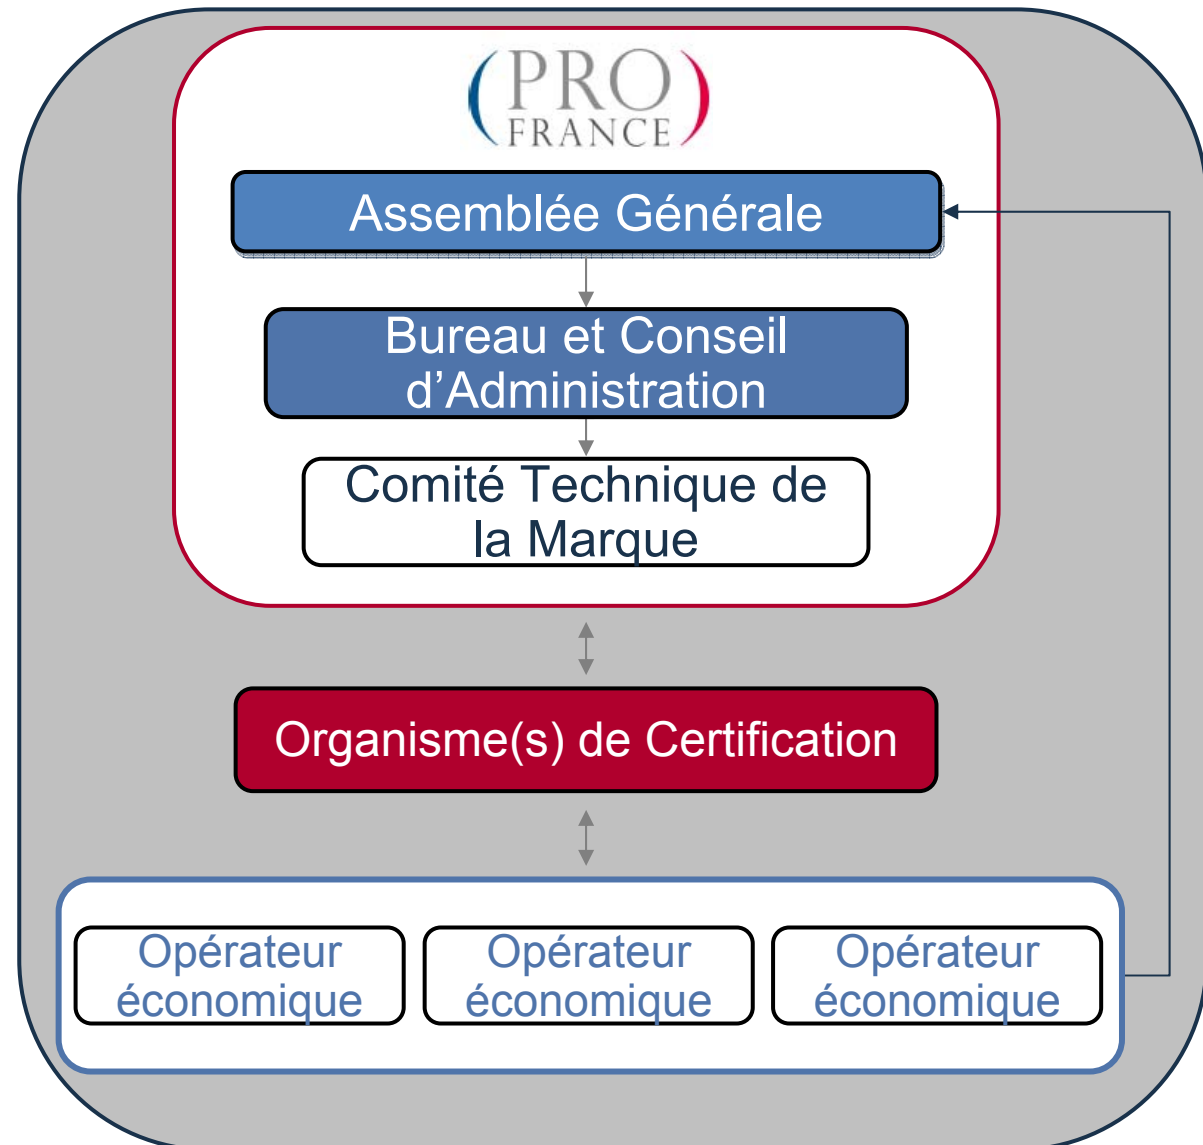 PRO
FRANCE
Assemblée Générale
Bureau et Conseil
d’Administration
Comité Technique de
la Marque
Organisme(s) de Certification
Opérateur
économique
Opérateur
économique
Opérateur
économique